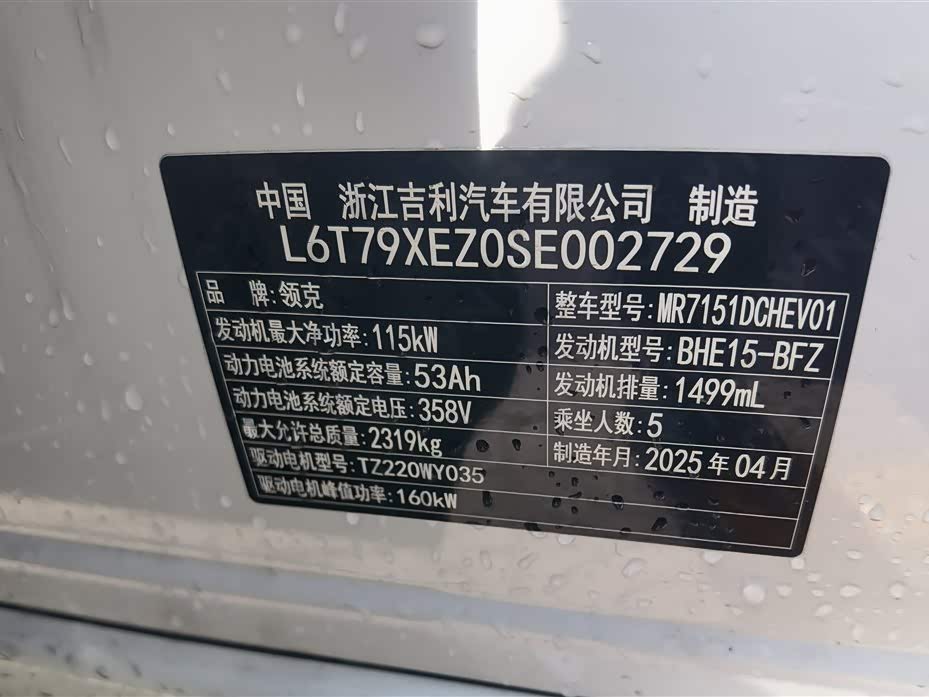 中国 浙江吉利汽车有限公司 制造
L6T79XEZ0SE002729
品 牌:领克 整车型号:MR7151DCHEV01
发动机最大净功率:115kW 发动机型号:BHE15-BFZ
动力电池系统额定容量:53Ah 发动机排量:1499mL
动力电池系统额定电压:358V 乘坐人数:5
最大允许总质量:2319kg 制造年月:2025年04月
驱动电机型号:TZ220WY035
驱动电机峰值功率:160kW